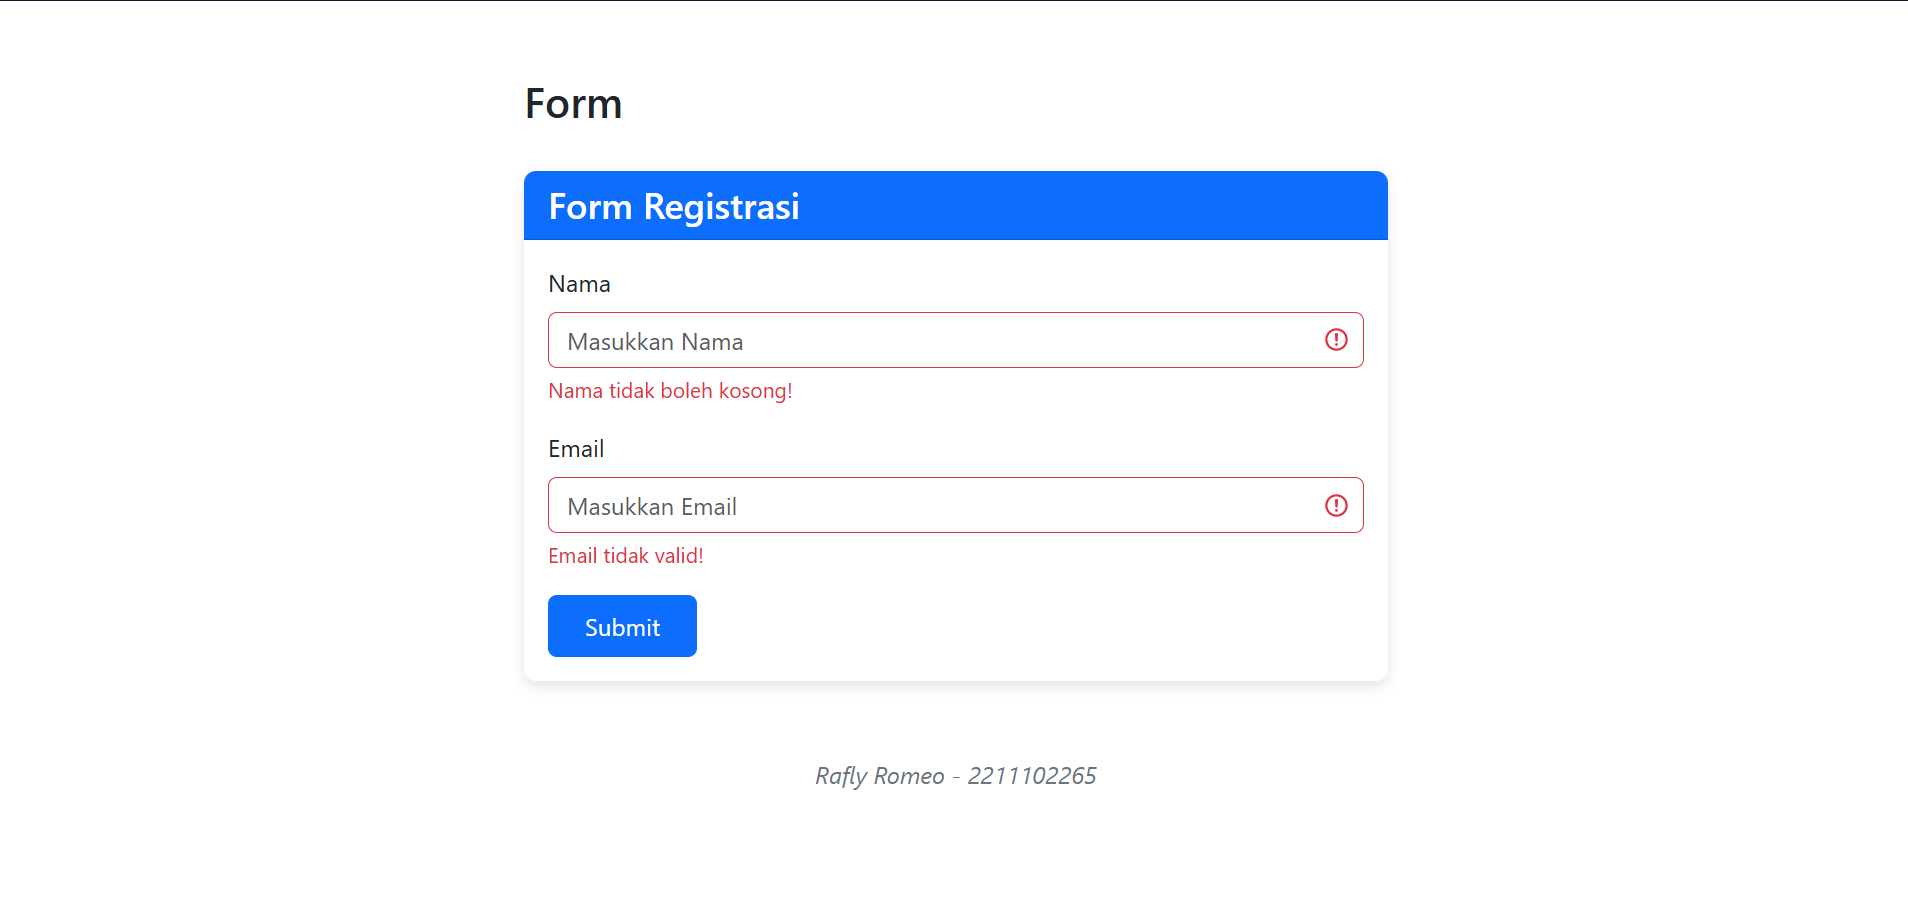 Form
Form Registrasi
Nama
Masukkan Nama
Nama tidak boleh kosong!
Email
Masukkan Email
Email tidak valid!
Submit
Rafly Romeo - 2211102265